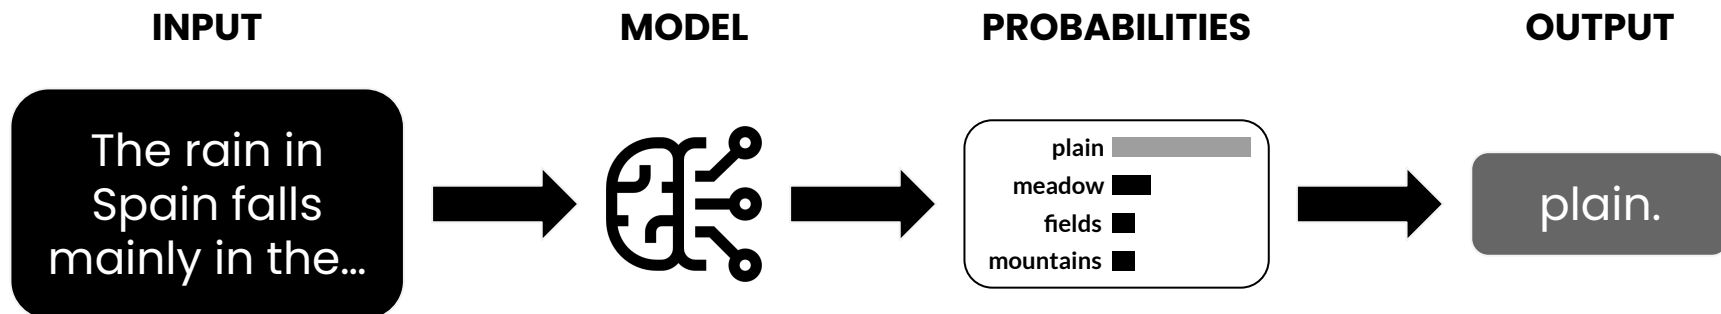 INPUT
MODEL
PROBABILITIES
OUTPUT
The rain in
Spain falls
mainly in the...
plain
meadow
fields
mountains
plain.